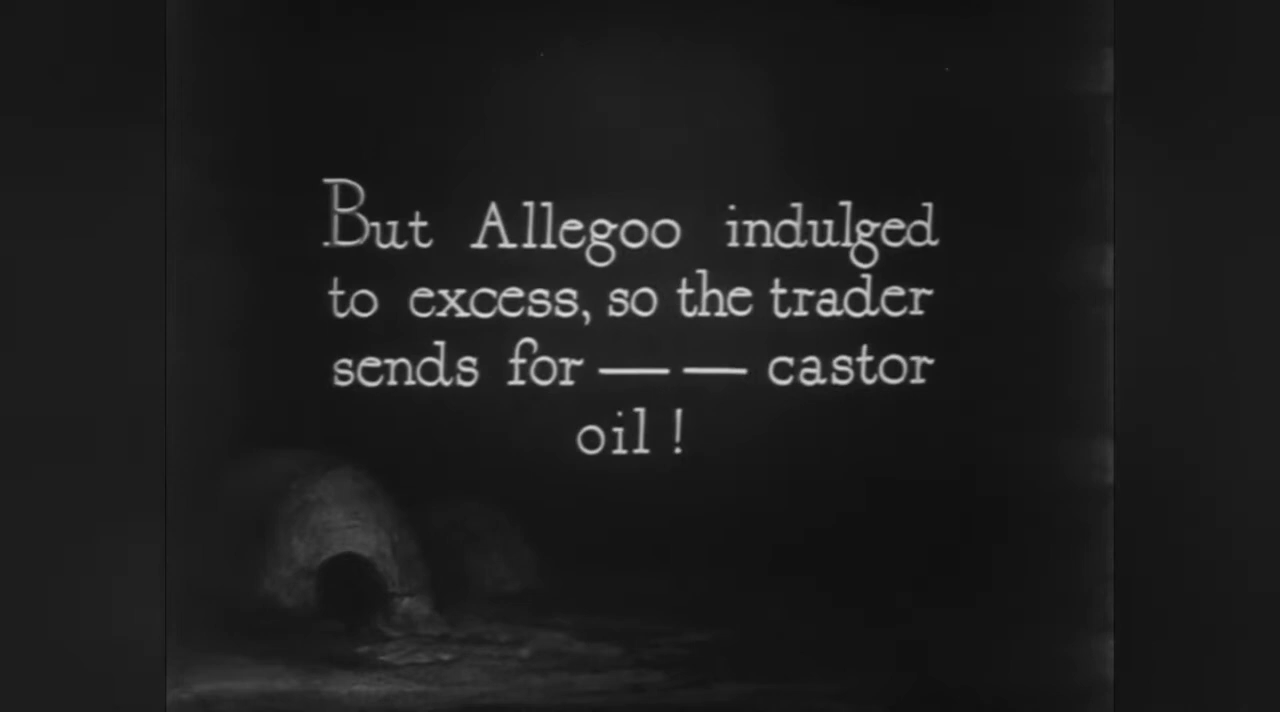 But Allegoo indulged
to excess, so the trader
sends for — — castor
oil !